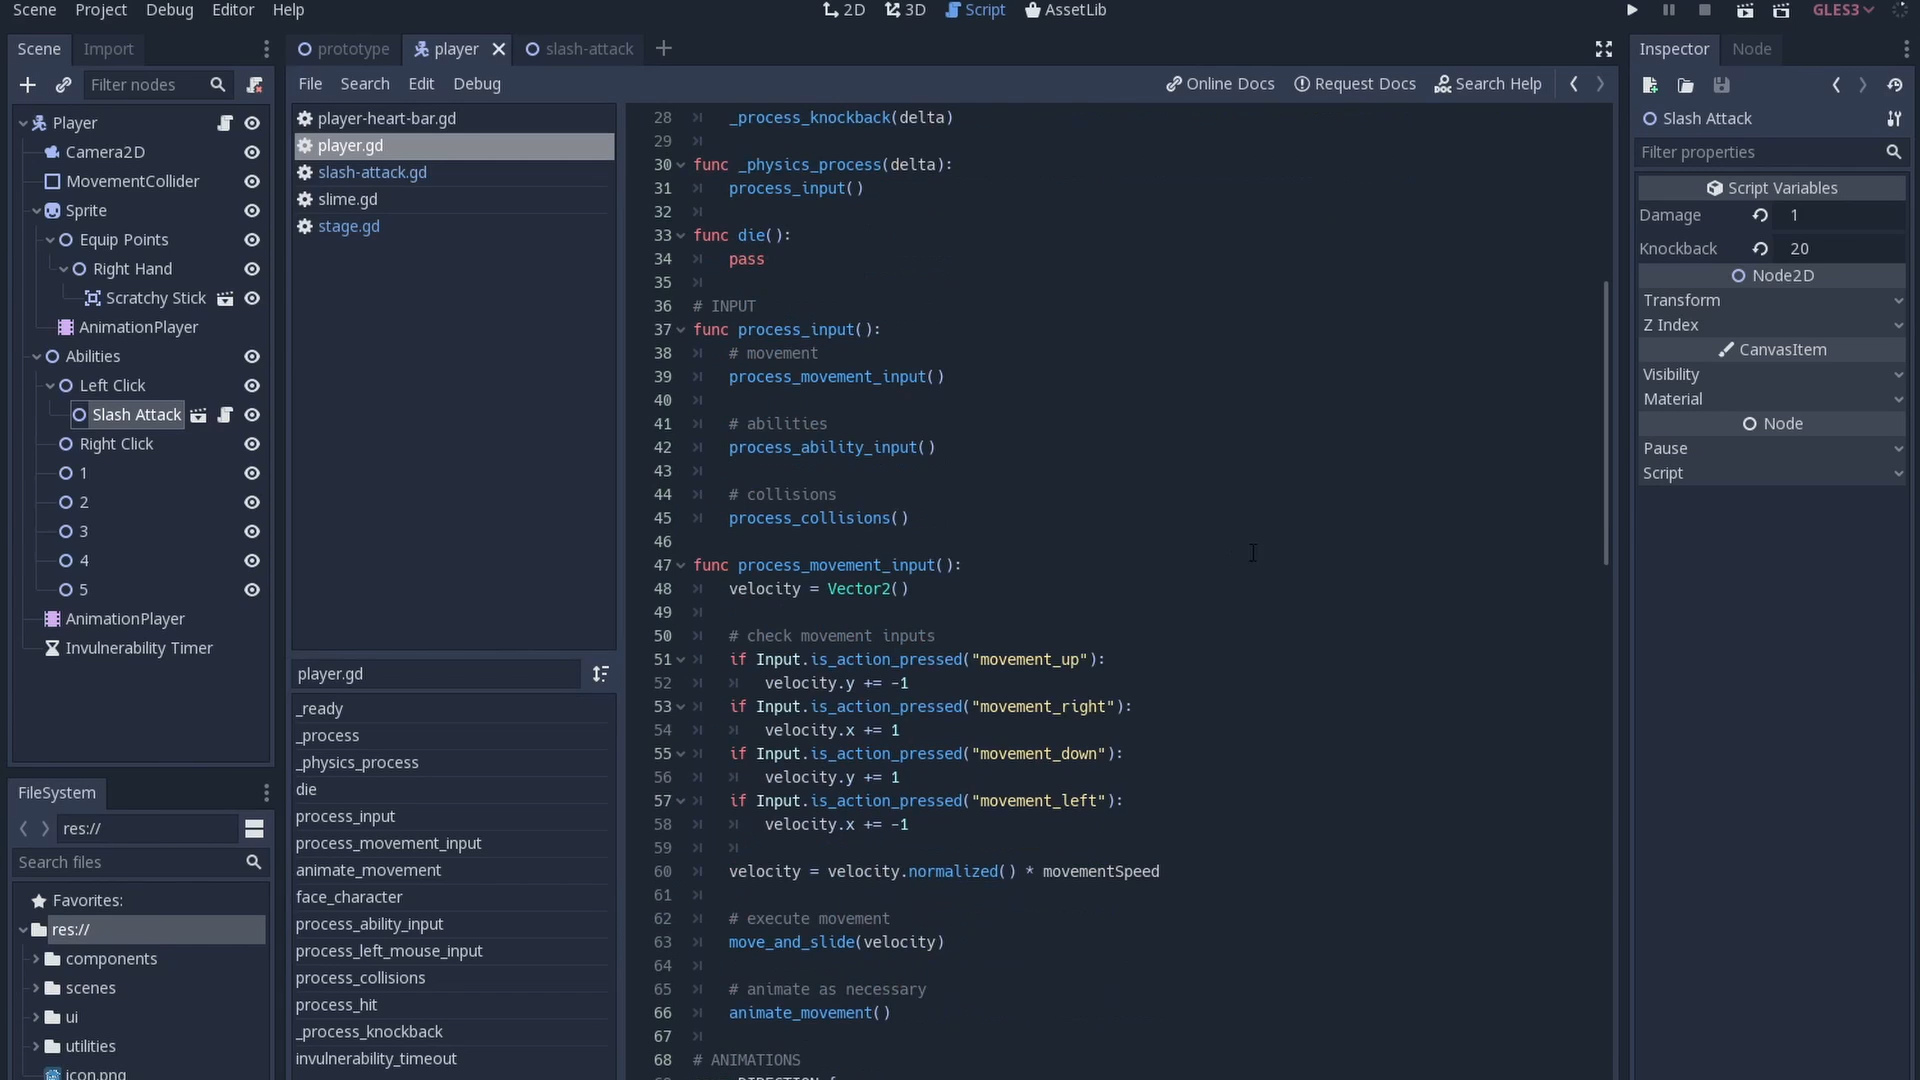 Scene Project Debug Editor Help
2D 3D Script AssetLib
GLES3
Scene Import
Filter nodes
Player
Camera2D
MovementCollider
Sprite
Equip Points
Right Hand
Scratchy Stick
AnimationPlayer
Abilities
Left Click
Slash Attack
Right Click
1
2
3
4
5
AnimationPlayer
Invulnerability Timer
FileSystem
res://
Search files
Favorites:
res://
components
scenes
ui
utilities
icon.png
prototype player slash-attack
File Search Edit Debug
Online Docs Request Docs Search Help
player-heart-bar.gd
player.gd
slash-attack.gd
slime.gd
stage.gd
player.gd
_ready
_process
_physics_process
die
process_input
process_movement_input
animate_movement
face_character
process_ability_input
process_left_mouse_input
process_collisions
process_hit
_process_knockback
invulnerability_timeout
28 _process_knockback(delta)
29
30 func _physics_process(delta):
31 process_input()
32
33 func die():
34 pass
35
36 # INPUT
37 func process_input():
38 # movement
39 process_movement_input()
40
41 # abilities
42 process_ability_input()
43
44 # collisions
45 process_collisions()
46
47 func process_movement_input():
48 velocity = Vector2()
49
50 # check movement inputs
51 if Input.is_action_pressed("movement_up"):
52 velocity.y += -1
53 if Input.is_action_pressed("movement_right"):
54 velocity.x += 1
55 if Input.is_action_pressed("movement_down"):
56 velocity.y += 1
57 if Input.is_action_pressed("movement_left"):
58 velocity.x += -1
59
60 velocity = velocity.normalized() * movementSpeed
61
62 # execute movement
63 move_and_slide(velocity)
64
65 # animate as necessary
66 animate_movement()
67
68 # ANIMATIONS
Inspector Node
Slash Attack
Filter properties
Script Variables
Damage 1
Knockback 20
Node2D
Transform
Z Index
CanvasItem
Visibility
Material
Node
Pause
Script